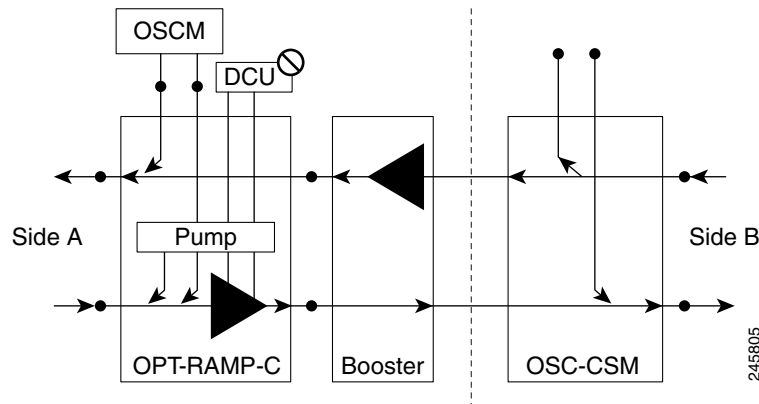 OSCM
DCU
Side A
Pump
Side B
OPT-RAMP-C
Booster
OSC-CSM
245805